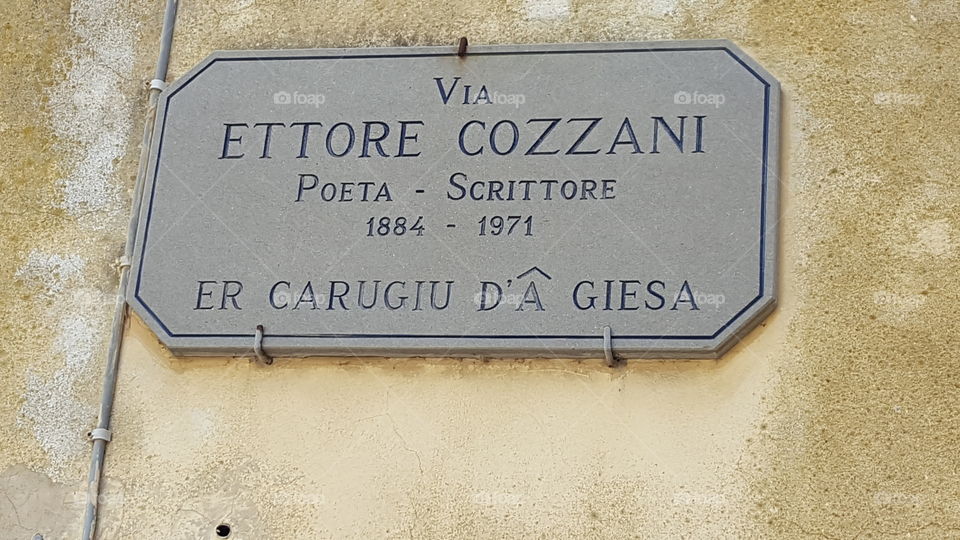 VIA
ETTORE COZZANI
POETA - SCRITTORE
1884 - 1971
ER CARUGIU D'Â GIESA